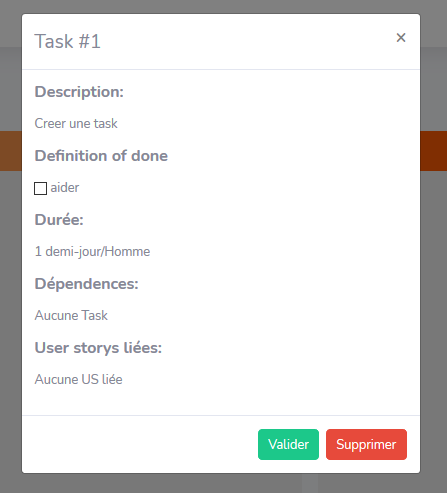 Task #1
×
Description:
Creer une task
Definition of done
aider
Durée:
1 demi-jour/Homme
Dépendences:
Aucune Task
User storys liées:
Aucune US liée
Valider Supprimer